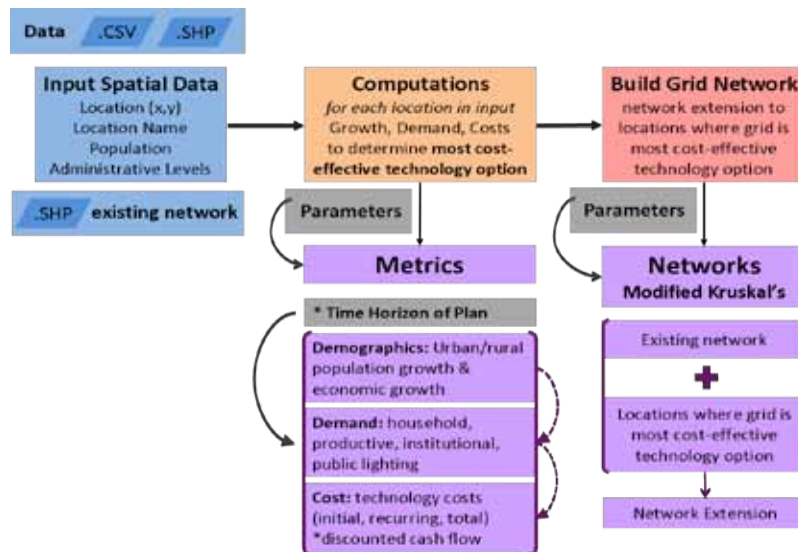 Data .CSV .SHP
Input Spatial Data
Location (x,y)
Location Name
Population
Administrative Levels
.SHP existing network
Computations
for each location in input
Growth, Demand, Costs
to determine most cost-
effective technology option
Build Grid Network
network extension to
locations where grid is
most cost-effective
technology option
Parameters
Metrics
* Time Horizon of Plan
Demographics: Urban/rural
population growth &
economic growth
Demand: household,
productive, institutional,
public lighting
Cost: technology costs
(initial, recurring, total)
*discounted cash flow
Parameters
Networks
Modified Kruskal's
Existing network
+
Locations where grid is
most cost-effective
technology option
Network Extension